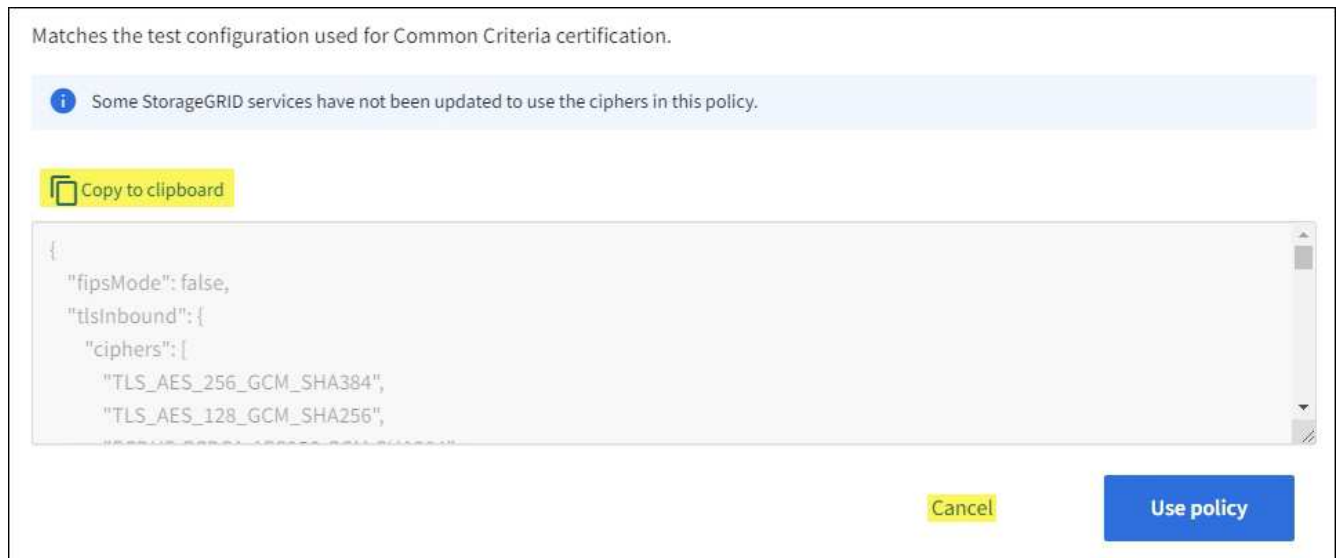 Matches the test configuration used for Common Criteria certification.
Some StorageGRID services have not been updated to use the ciphers in this policy.
Copy to clipboard
{
"fipsMode": false,
"tlsInbound": {
"ciphers": [
"TLS_AES_256_GCM_SHA384",
"TLS_AES_128_GCM_SHA256",
Cancel
Use policy